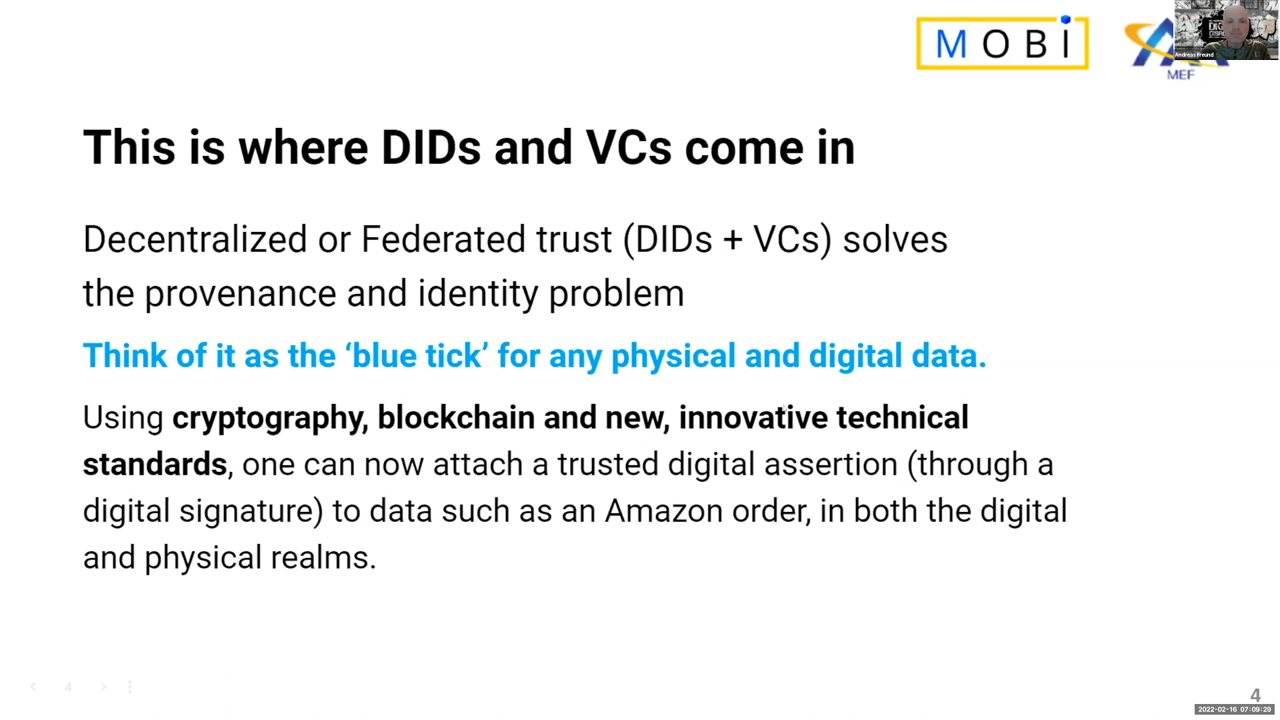 MOBi
MEF
Andreas Freund
This is where DIDs and VCs come in
Decentralized or Federated trust (DIDs + VCs) solves
the provenance and identity problem
Think of it as the ‘blue tick’ for any physical and digital data.
Using cryptography, blockchain and new, innovative technical
standards, one can now attach a trusted digital assertion (through a
digital signature) to data such as an Amazon order, in both the digital
and physical realms.
4
4
2022-02-16 07:09:29